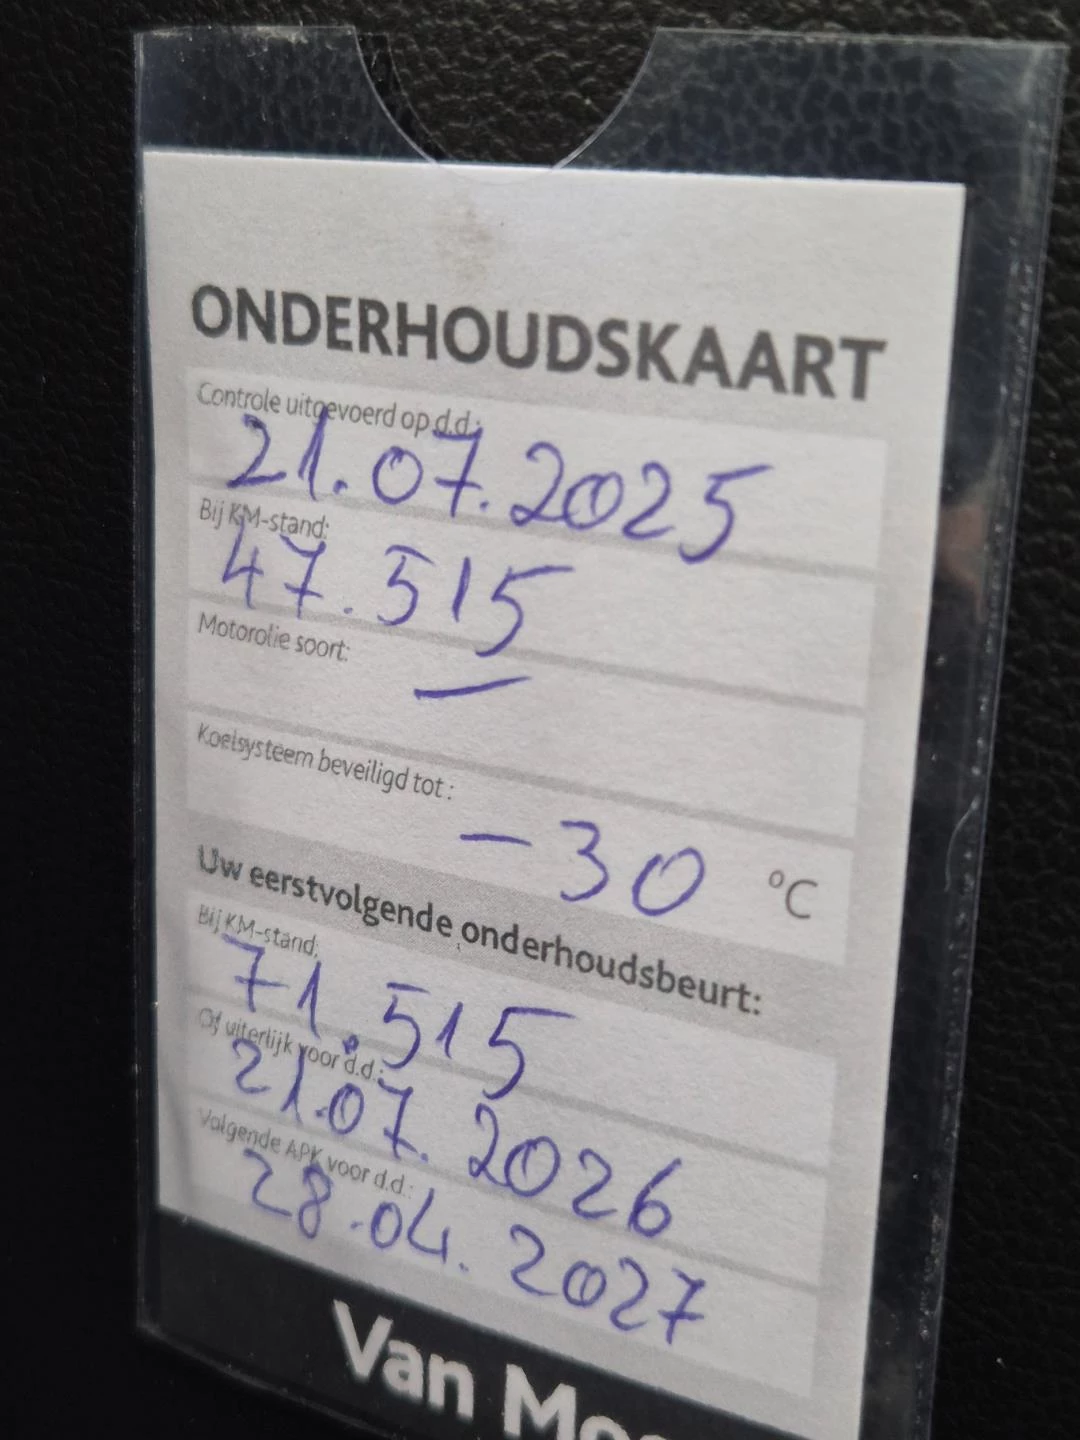 ONDERHOUDSKAART
Controle uitgevoerd op d.d.:
21.07.2025
Bij KM-stand:
47.515
Motorolie soort:
—
Koelsysteem beveiligd tot :
-30 °C
Uw eerstvolgende onderhoudsbeurt:
Bij KM-stand:
71.515
Of uiterlijk voor d.d.:
21.07.2026
Volgende APK voor d.d.:
28.04.2027
Van